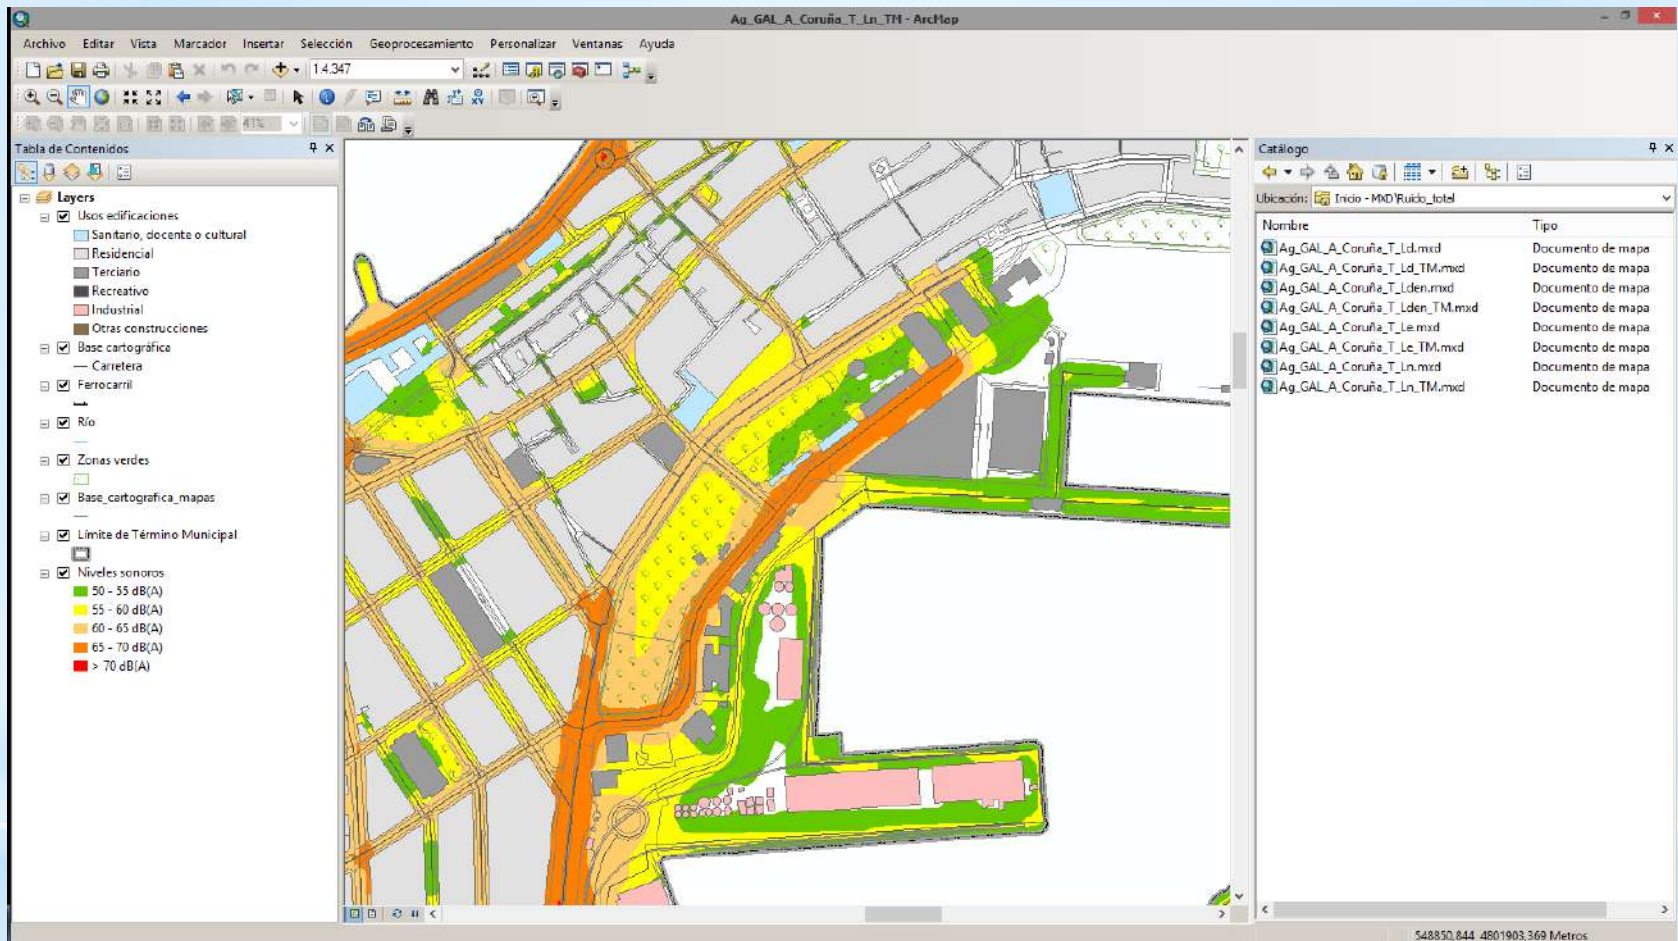 Ag_GAL_A_Coruña_T_Ln_TM - ArcMap
Archivo Editar Vista Marcador Insertar Selección Geoprocesamiento Personalizar Ventanas Ayuda
1:4.347
41%
Tabla de Contenidos
Layers
Usos edificaciones
Sanitario, docente o cultural
Residencial
Terciario
Recreativo
Industrial
Otras construcciones
Base cartográfica
Carretera
Ferrocarril
Río
Zonas verdes
Base_cartografica_mapas
Límite de Término Municipal
Niveles sonoros
50 - 55 dB(A)
55 - 60 dB(A)
60 - 65 dB(A)
65 - 70 dB(A)
> 70 dB(A)
Catálogo
Ubicación: Inicio - MXD\Ruido_total
Nombre Tipo
Ag_GAL_A_Coruña_T_Ld.mxd Documento de mapa
Ag_GAL_A_Coruña_T_Ld_TM.mxd Documento de mapa
Ag_GAL_A_Coruña_T_Lden.mxd Documento de mapa
Ag_GAL_A_Coruña_T_Lden_TM.mxd Documento de mapa
Ag_GAL_A_Coruña_T_Le.mxd Documento de mapa
Ag_GAL_A_Coruña_T_Le_TM.mxd Documento de mapa
Ag_GAL_A_Coruña_T_Ln.mxd Documento de mapa
Ag_GAL_A_Coruña_T_Ln_TM.mxd Documento de mapa
548850,844 4801903,369 Metros